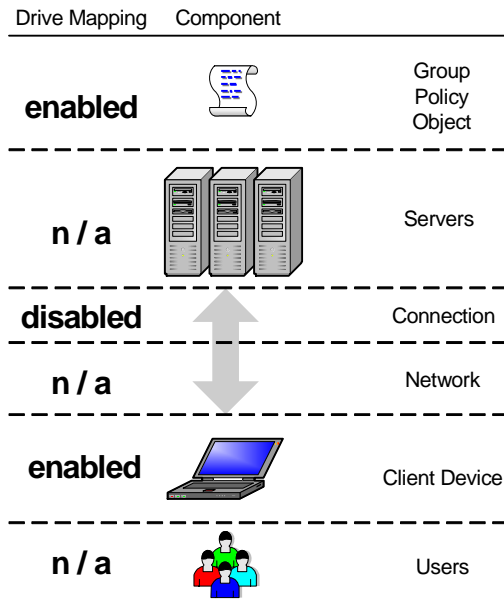 Drive Mapping Component
enabled
Group
Policy
Object
n / a
Servers
disabled
Connection
n / a
Network
enabled
Client Device
n / a
Users